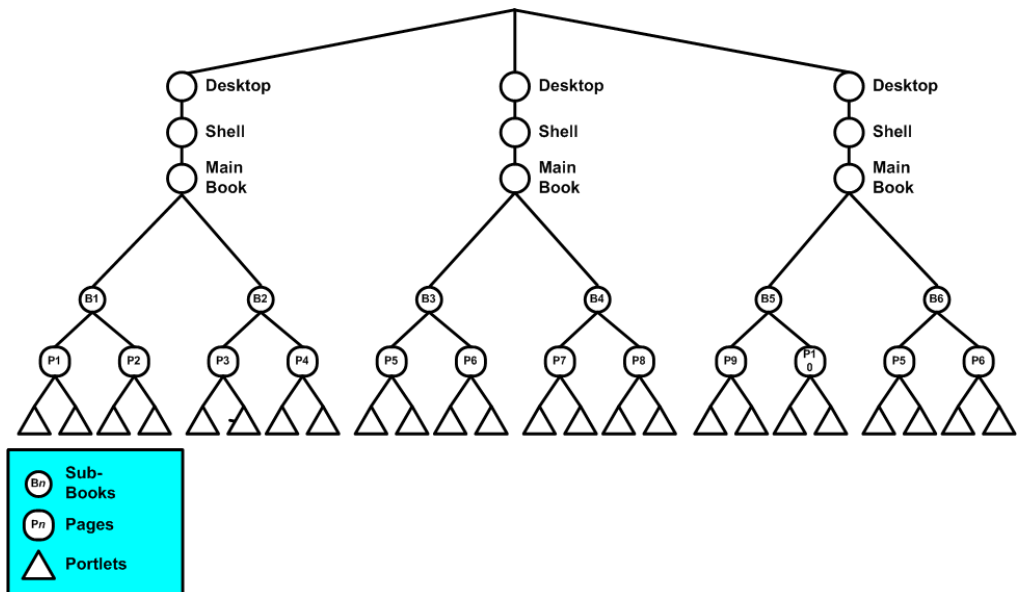 Desktop
Desktop
Desktop
Shell
Shell
Shell
Main
Book
Main
Book
Main
Book
B1
B2
B3
B4
B5
B6
P1
P2
P3
P4
P5
P6
P7
P8
P9
P1
0
P5
P6
Bn
Sub-
Books
Pn
Pages
Portlets